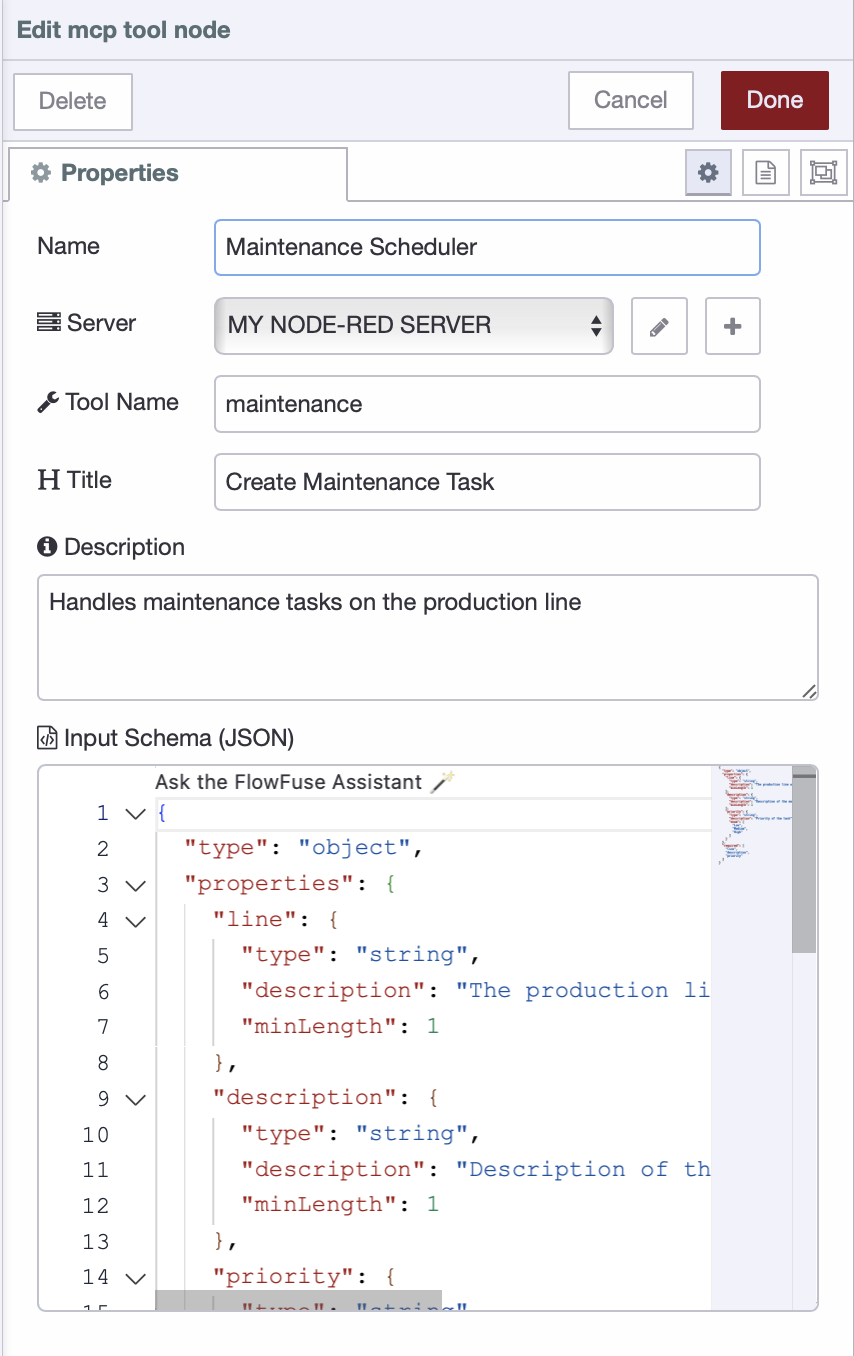 Edit mcp tool node
Delete Cancel Done
Properties
Name Maintenance Scheduler
Server MY NODE-RED SERVER
Tool Name maintenance
Title Create Maintenance Task
Description
Handles maintenance tasks on the production line
Input Schema (JSON)
Ask the FlowFuse Assistant
1 {
2 "type": "object",
3 "properties": {
4 "line": {
5 "type": "string",
6 "description": "The production li
7 "minLength": 1
8 },
9 "description": {
10 "type": "string",
11 "description": "Description of th
12 "minLength": 1
13 },
14 "priority": {
15 "type": "string"